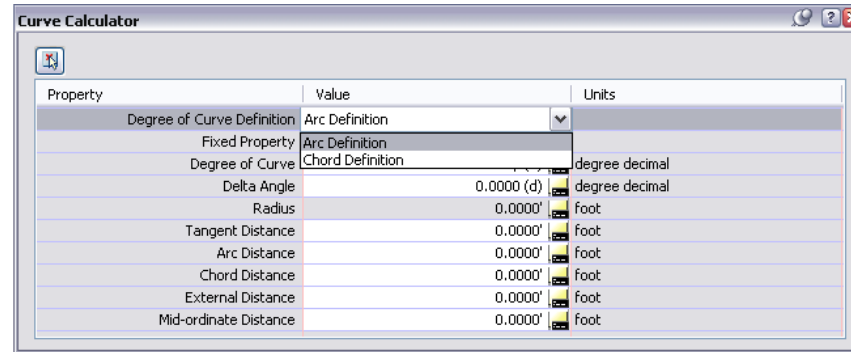 Curve Calculator
Property Value Units
Degree of Curve Definition Arc Definition
Fixed Property Arc Definition
Chord Definition
Degree of Curve degree decimal
Delta Angle 0.0000 (d) degree decimal
Radius 0.0000' foot
Tangent Distance 0.0000' foot
Arc Distance 0.0000' foot
Chord Distance 0.0000' foot
External Distance 0.0000' foot
Mid-ordinate Distance 0.0000' foot